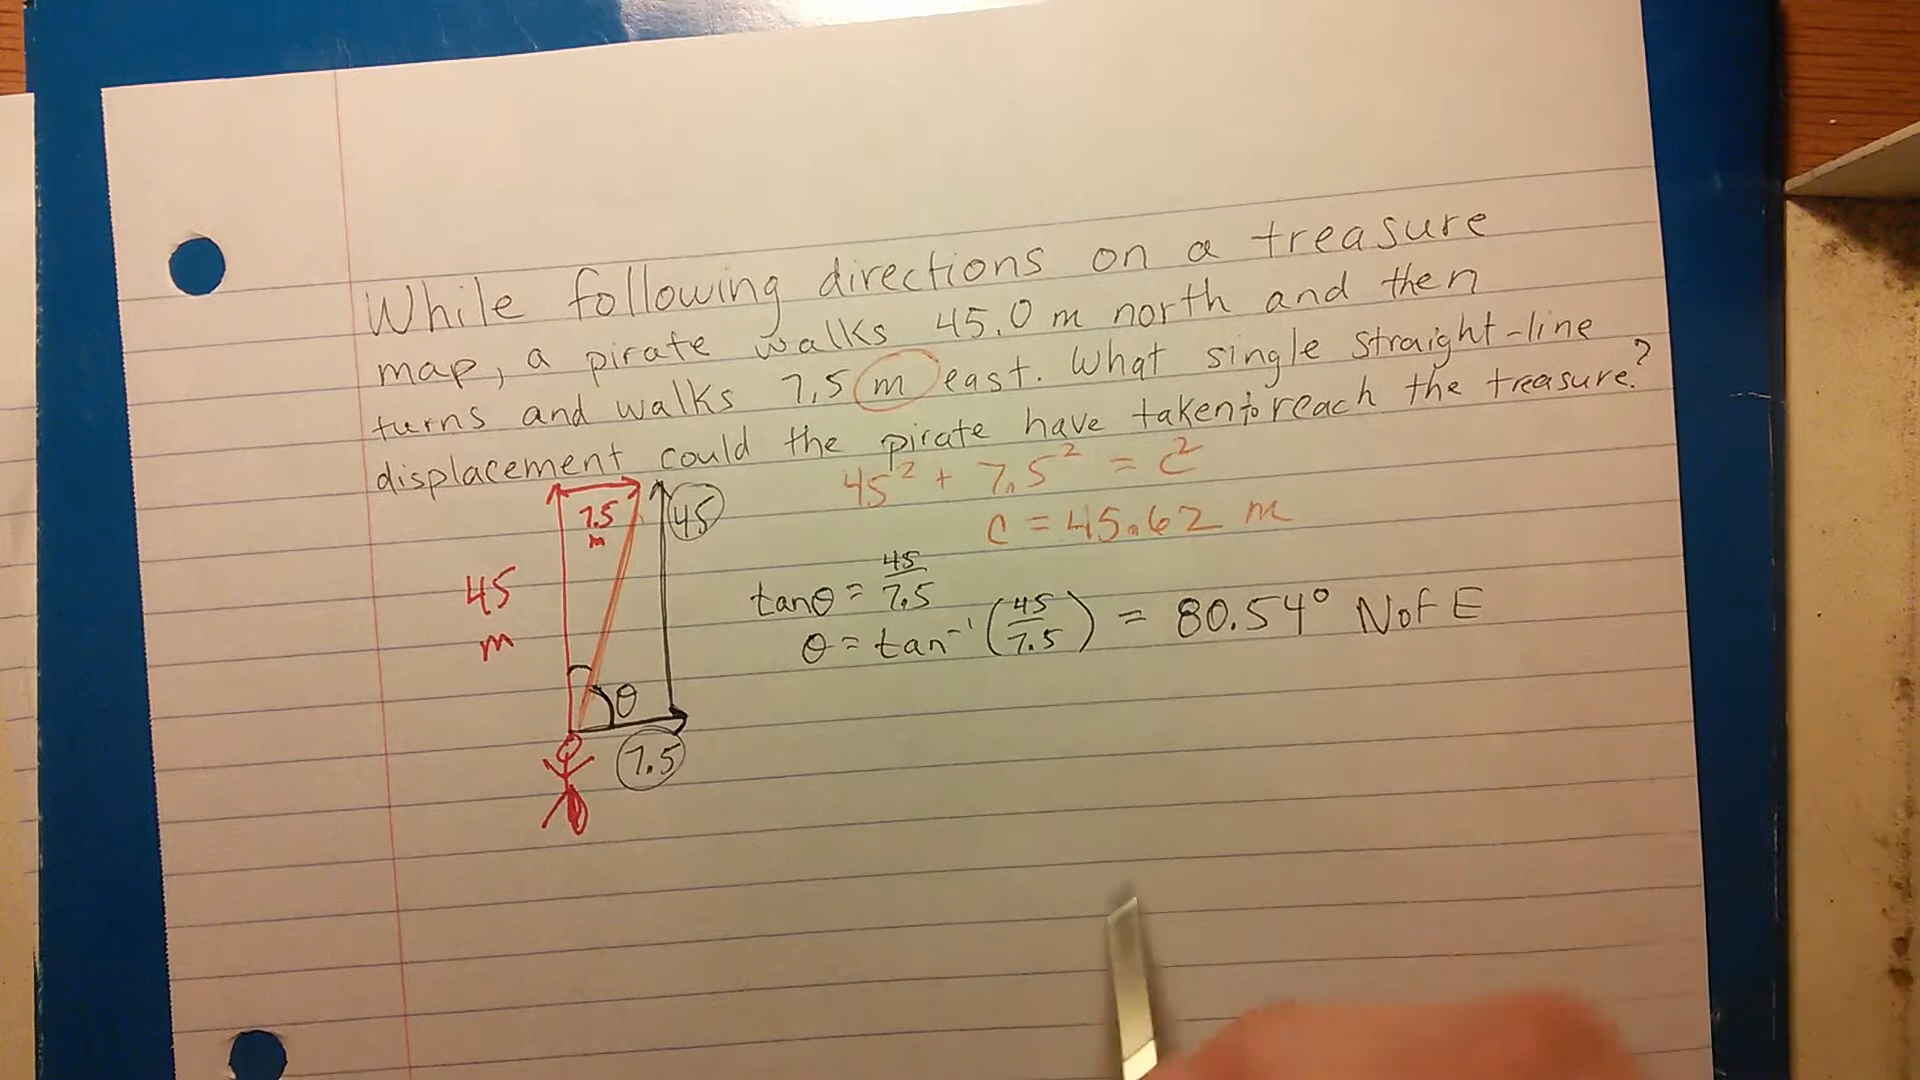 While following directions on a treasure
map, a pirate walks 45.0 m north and then
turns and walks 7.5 m east. What single straight-line
displacement could the pirate have taken to reach the treasure?
45² + 7.5² = c²
c = 45.62 m
7.5
m
45
45
m
tanθ = 45/7.5
θ = tan⁻¹ (45/7.5) = 80.54° N of E
θ
7.5